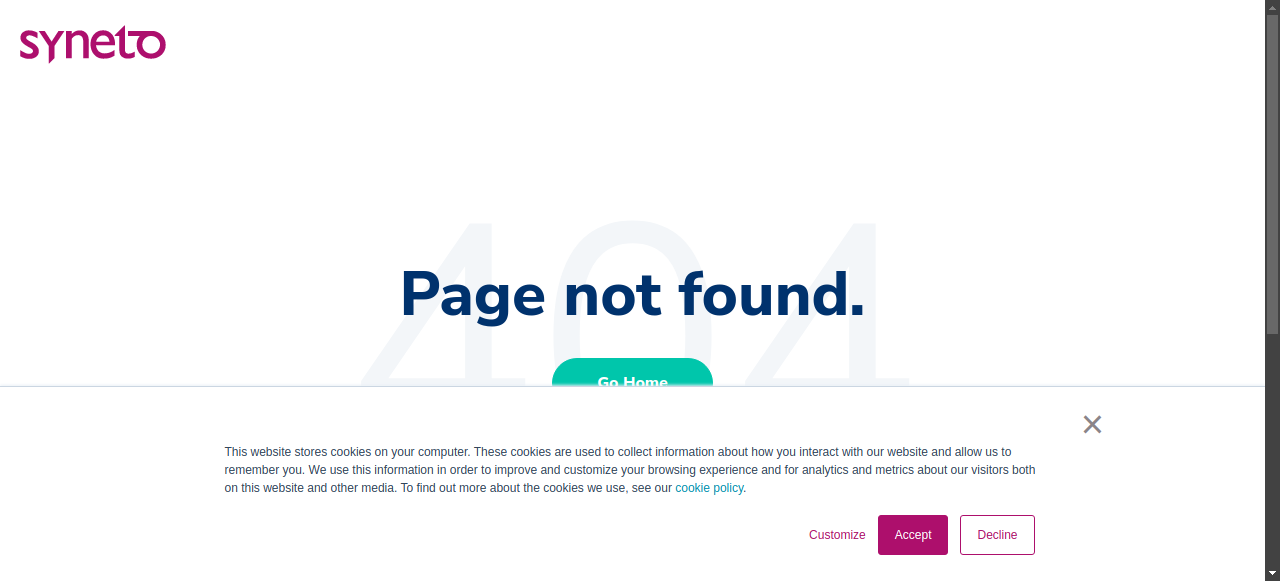 syneto
404
Page not found.
Go Home
×
This website stores cookies on your computer. These cookies are used to collect information about how you interact with our website and allow us to
remember you. We use this information in order to improve and customize your browsing experience and for analytics and metrics about our visitors both
on this website and other media. To find out more about the cookies we use, see our cookie policy.
Customize
Accept
Decline